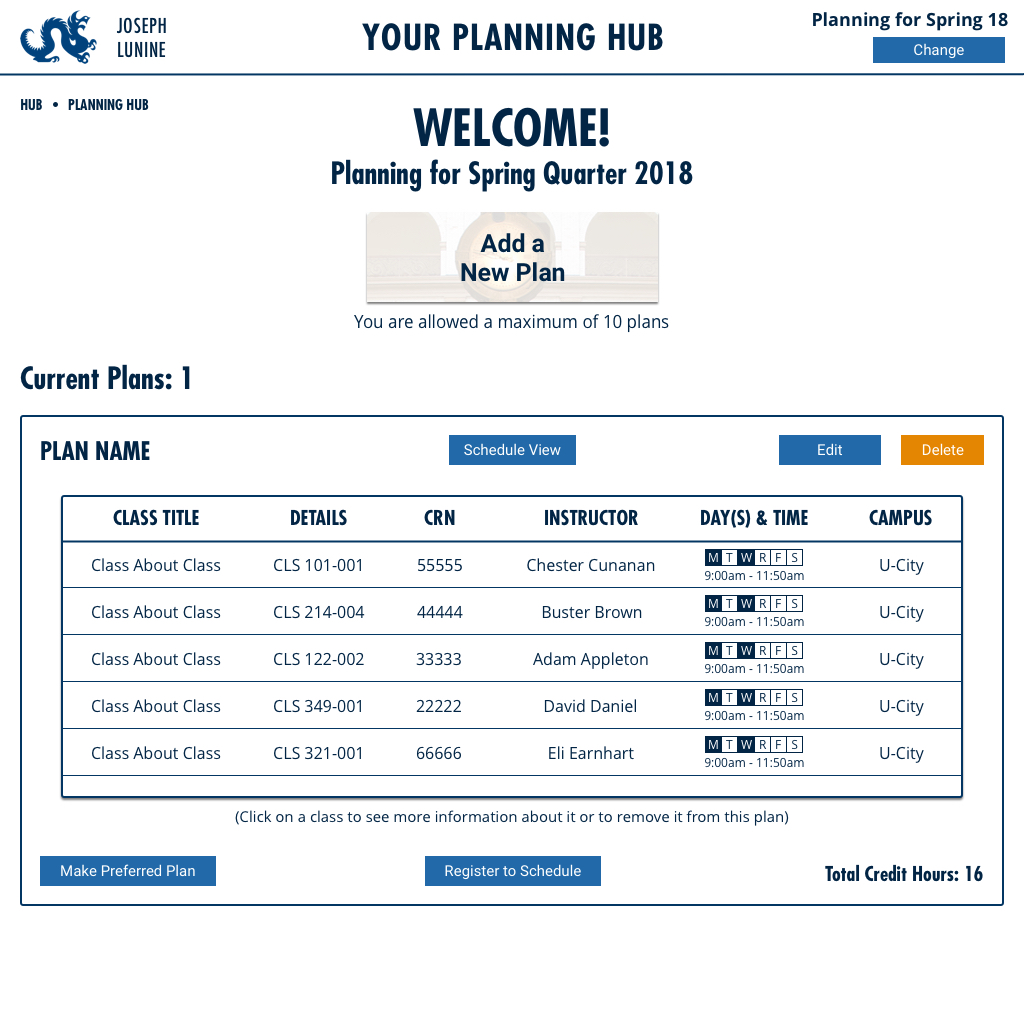 JOSEPH
LUNINE
YOUR PLANNING HUB
Planning for Spring 18
Change
HUB • PLANNING HUB
WELCOME!
Planning for Spring Quarter 2018
Add a
New Plan
You are allowed a maximum of 10 plans
Current Plans: 1
PLAN NAME
Schedule View
Edit
Delete
CLASS TITLE DETAILS CRN INSTRUCTOR DAY(S) & TIME CAMPUS
Class About Class CLS 101-001 55555 Chester Cunanan M T W R F S U-City
9:00am - 11:50am
Class About Class CLS 214-004 44444 Buster Brown M T W R F S U-City
9:00am - 11:50am
Class About Class CLS 122-002 33333 Adam Appleton M T W R F S U-City
9:00am - 11:50am
Class About Class CLS 349-001 22222 David Daniel M T W R F S U-City
9:00am - 11:50am
Class About Class CLS 321-001 66666 Eli Earnhart M T W R F S U-City
9:00am - 11:50am
(Click on a class to see more information about it or to remove it from this plan)
Make Preferred Plan
Register to Schedule
Total Credit Hours: 16